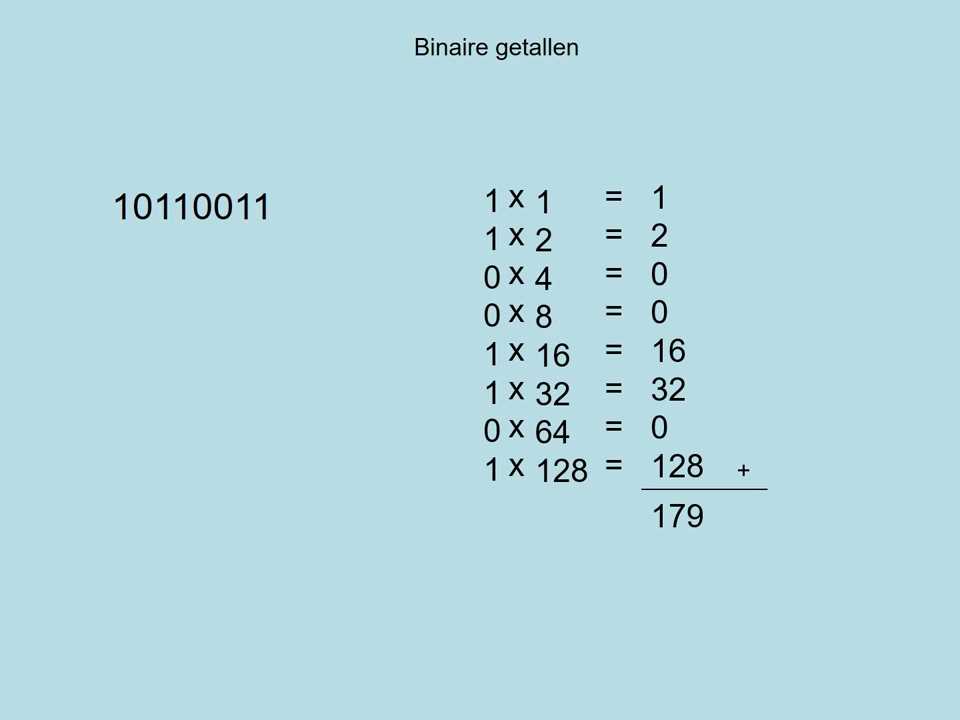 Binaire getallen
10110011
1 x 1 = 1
1 x 2 = 2
0 x 4 = 0
0 x 8 = 0
1 x 16 = 16
1 x 32 = 32
0 x 64 = 0
1 x 128 = 128 +
179